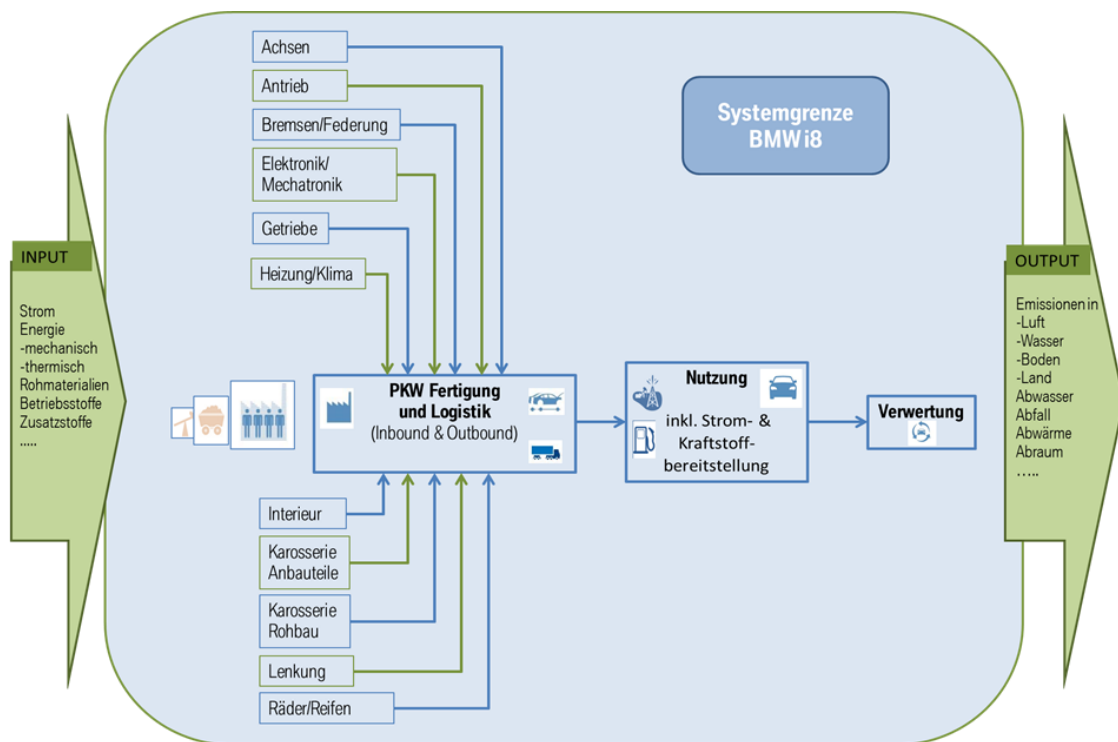 Achsen
Antrieb
Bremsen/Federung
Elektronik/
Mechatronik
Getriebe
Heizung/Klima
Systemgrenze
BMW i8
INPUT
Strom
Energie
-mechanisch
-thermisch
Rohmaterialien
Betriebsstoffe
Zusatzstoffe
.....
PKW Fertigung
und Logistik
(Inbound & Outbound)
Nutzung
inkl. Strom- &
Kraftstoff-
bereitstellung
Verwertung
Interieur
Karosserie
Anbauteile
Karosserie
Rohbau
Lenkung
Räder/Reifen
OUTPUT
Emissionen in
-Luft
-Wasser
-Boden
-Land
Abwasser
Abfall
Abwärme
Abraum
.....